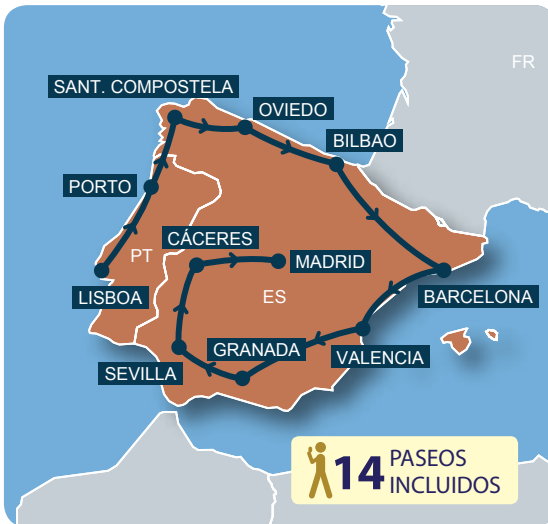 FR
SANT. COMPOSTELA
OVIEDO
BILBAO
PORTO
CÁCERES
PT
MADRID
LISBOA
ES
BARCELONA
GRANADA
VALENCIA
SEVILLA
14 PASEOS
INCLUIDOS